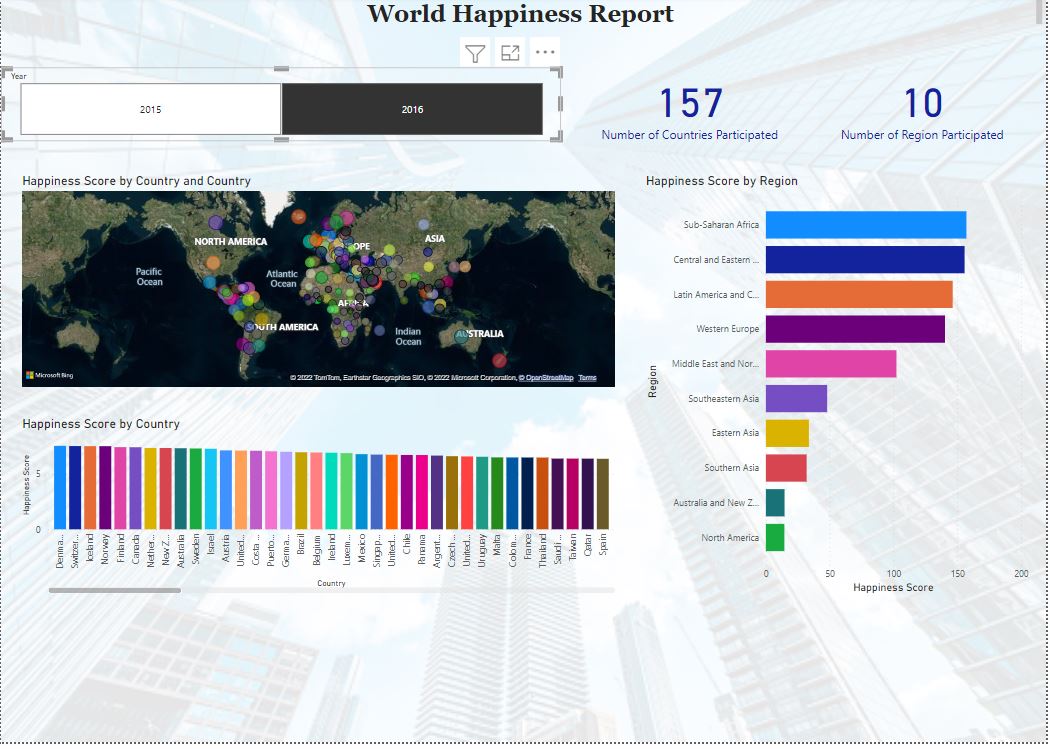 World Happiness Report
Year
2015
2016
157
Number of Countries Participated
10
Number of Region Participated
Happiness Score by Country and Country
NORTH AMERICA
OPE
ASIA
Pacific
Ocean
Atlantic
Ocean
AFRICA
SOUTH AMERICA
Indian
Ocean
AUSTRALIA
Microsoft Bing
© 2022 TomTom, Earthstar Geographics SIO, © 2022 Microsoft Corporation, © OpenStreetMap Terms
Happiness Score by Region
Region
Sub-Saharan Africa
Central and Eastern ...
Latin America and C...
Western Europe
Middle East and Nor...
Southeastern Asia
Eastern Asia
Southern Asia
Australia and New Z...
North America
0 50 100 150 200
Happiness Score
Happiness Score by Country
Happiness Score
5
0
Denma...
Switzer...
Iceland
Norway
Finland
Canada
Nether...
New Z...
Australia
Sweden
Israel
Austria
United...
Costa ...
Puerto...
Germa...
Brazil
Belgium
Ireland
Luxem...
Mexico
Singap...
United...
Chile
Panama
Argent...
Czech ...
United...
Uruguay
Malta
Colom...
France
Thailand
Saudi ...
Taiwan
Qatar
Spain
Country